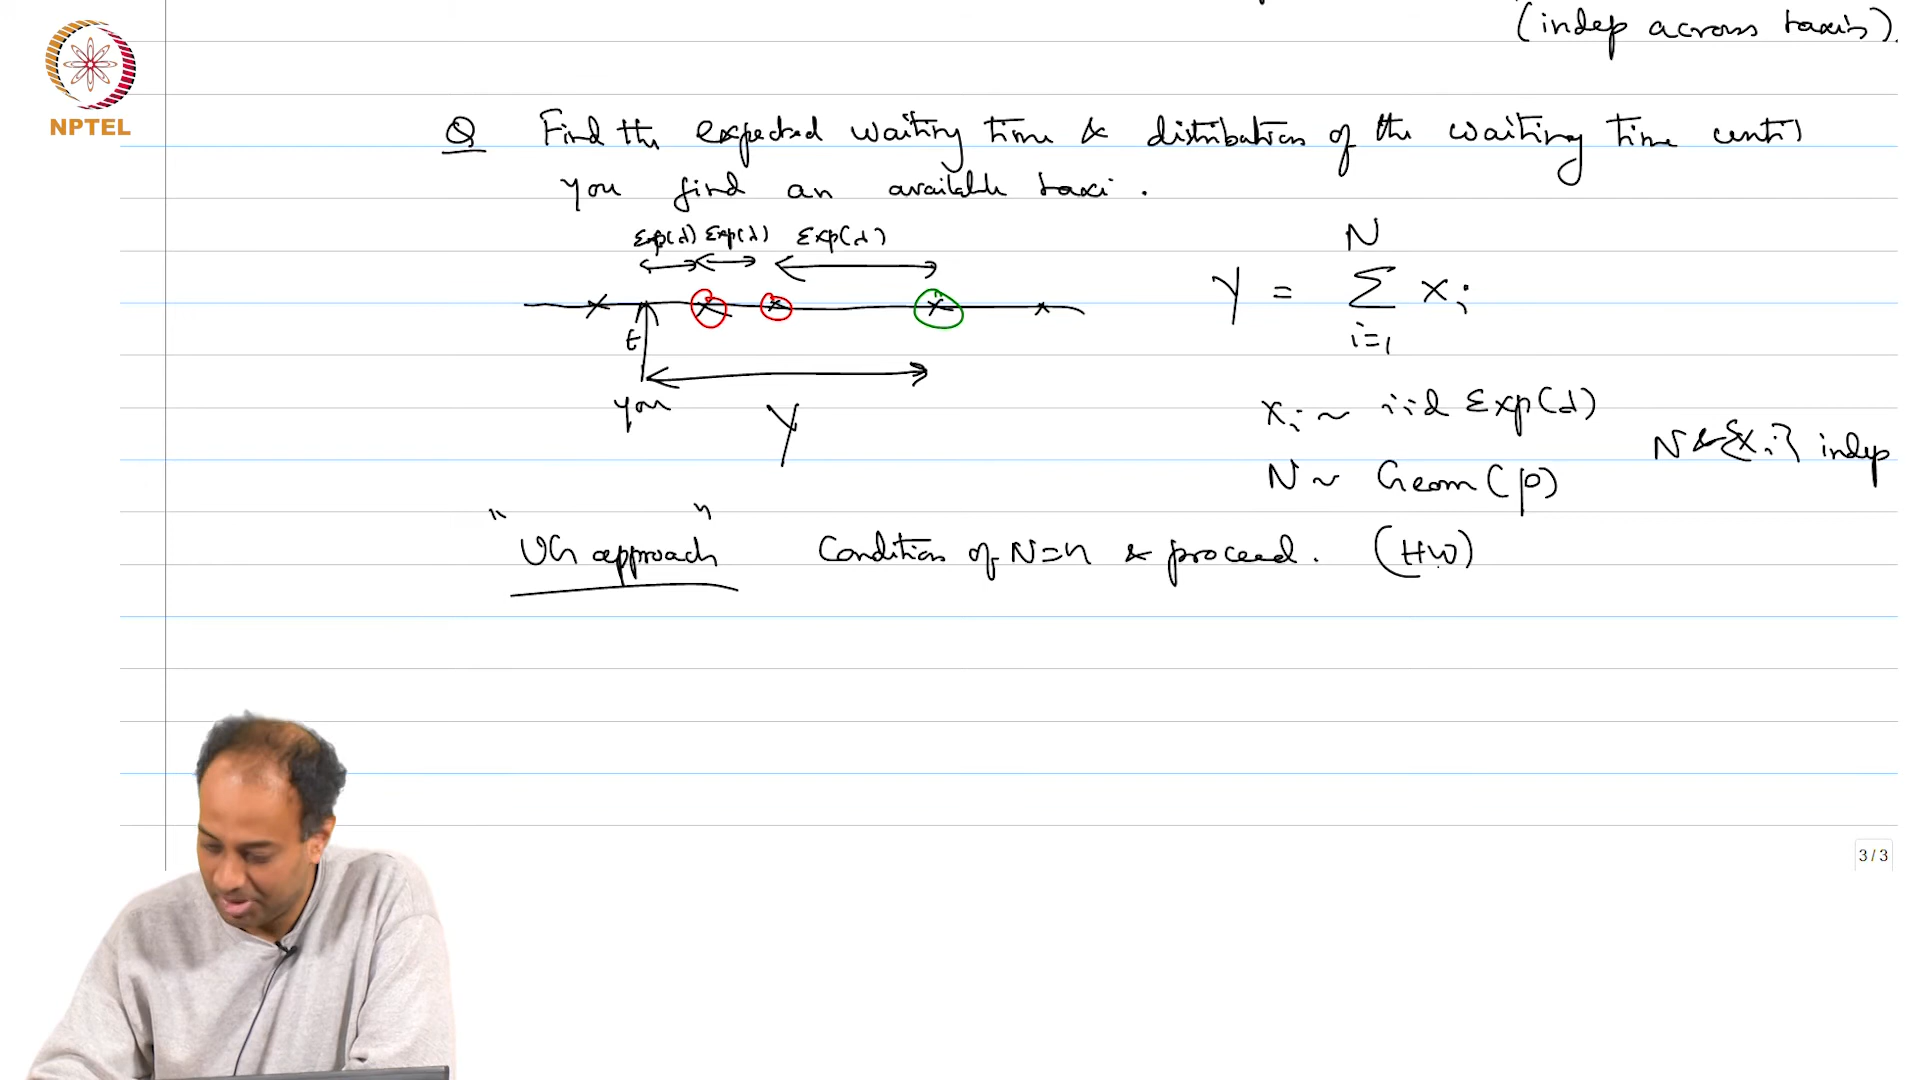 (indep across taxis).
NPTEL
Q Find the expected waiting time & distribution of the waiting time until
you find an available taxi.
Exp(λ) Exp(λ) Exp(λ)
t
you
Y
Y = N Σ i=1 Xi
Xi ~ iid Exp(λ)
N & {Xi} indep
N ~ Geom(p)
"UG approach" Condition of N=n & proceed. (HW)
3 / 3